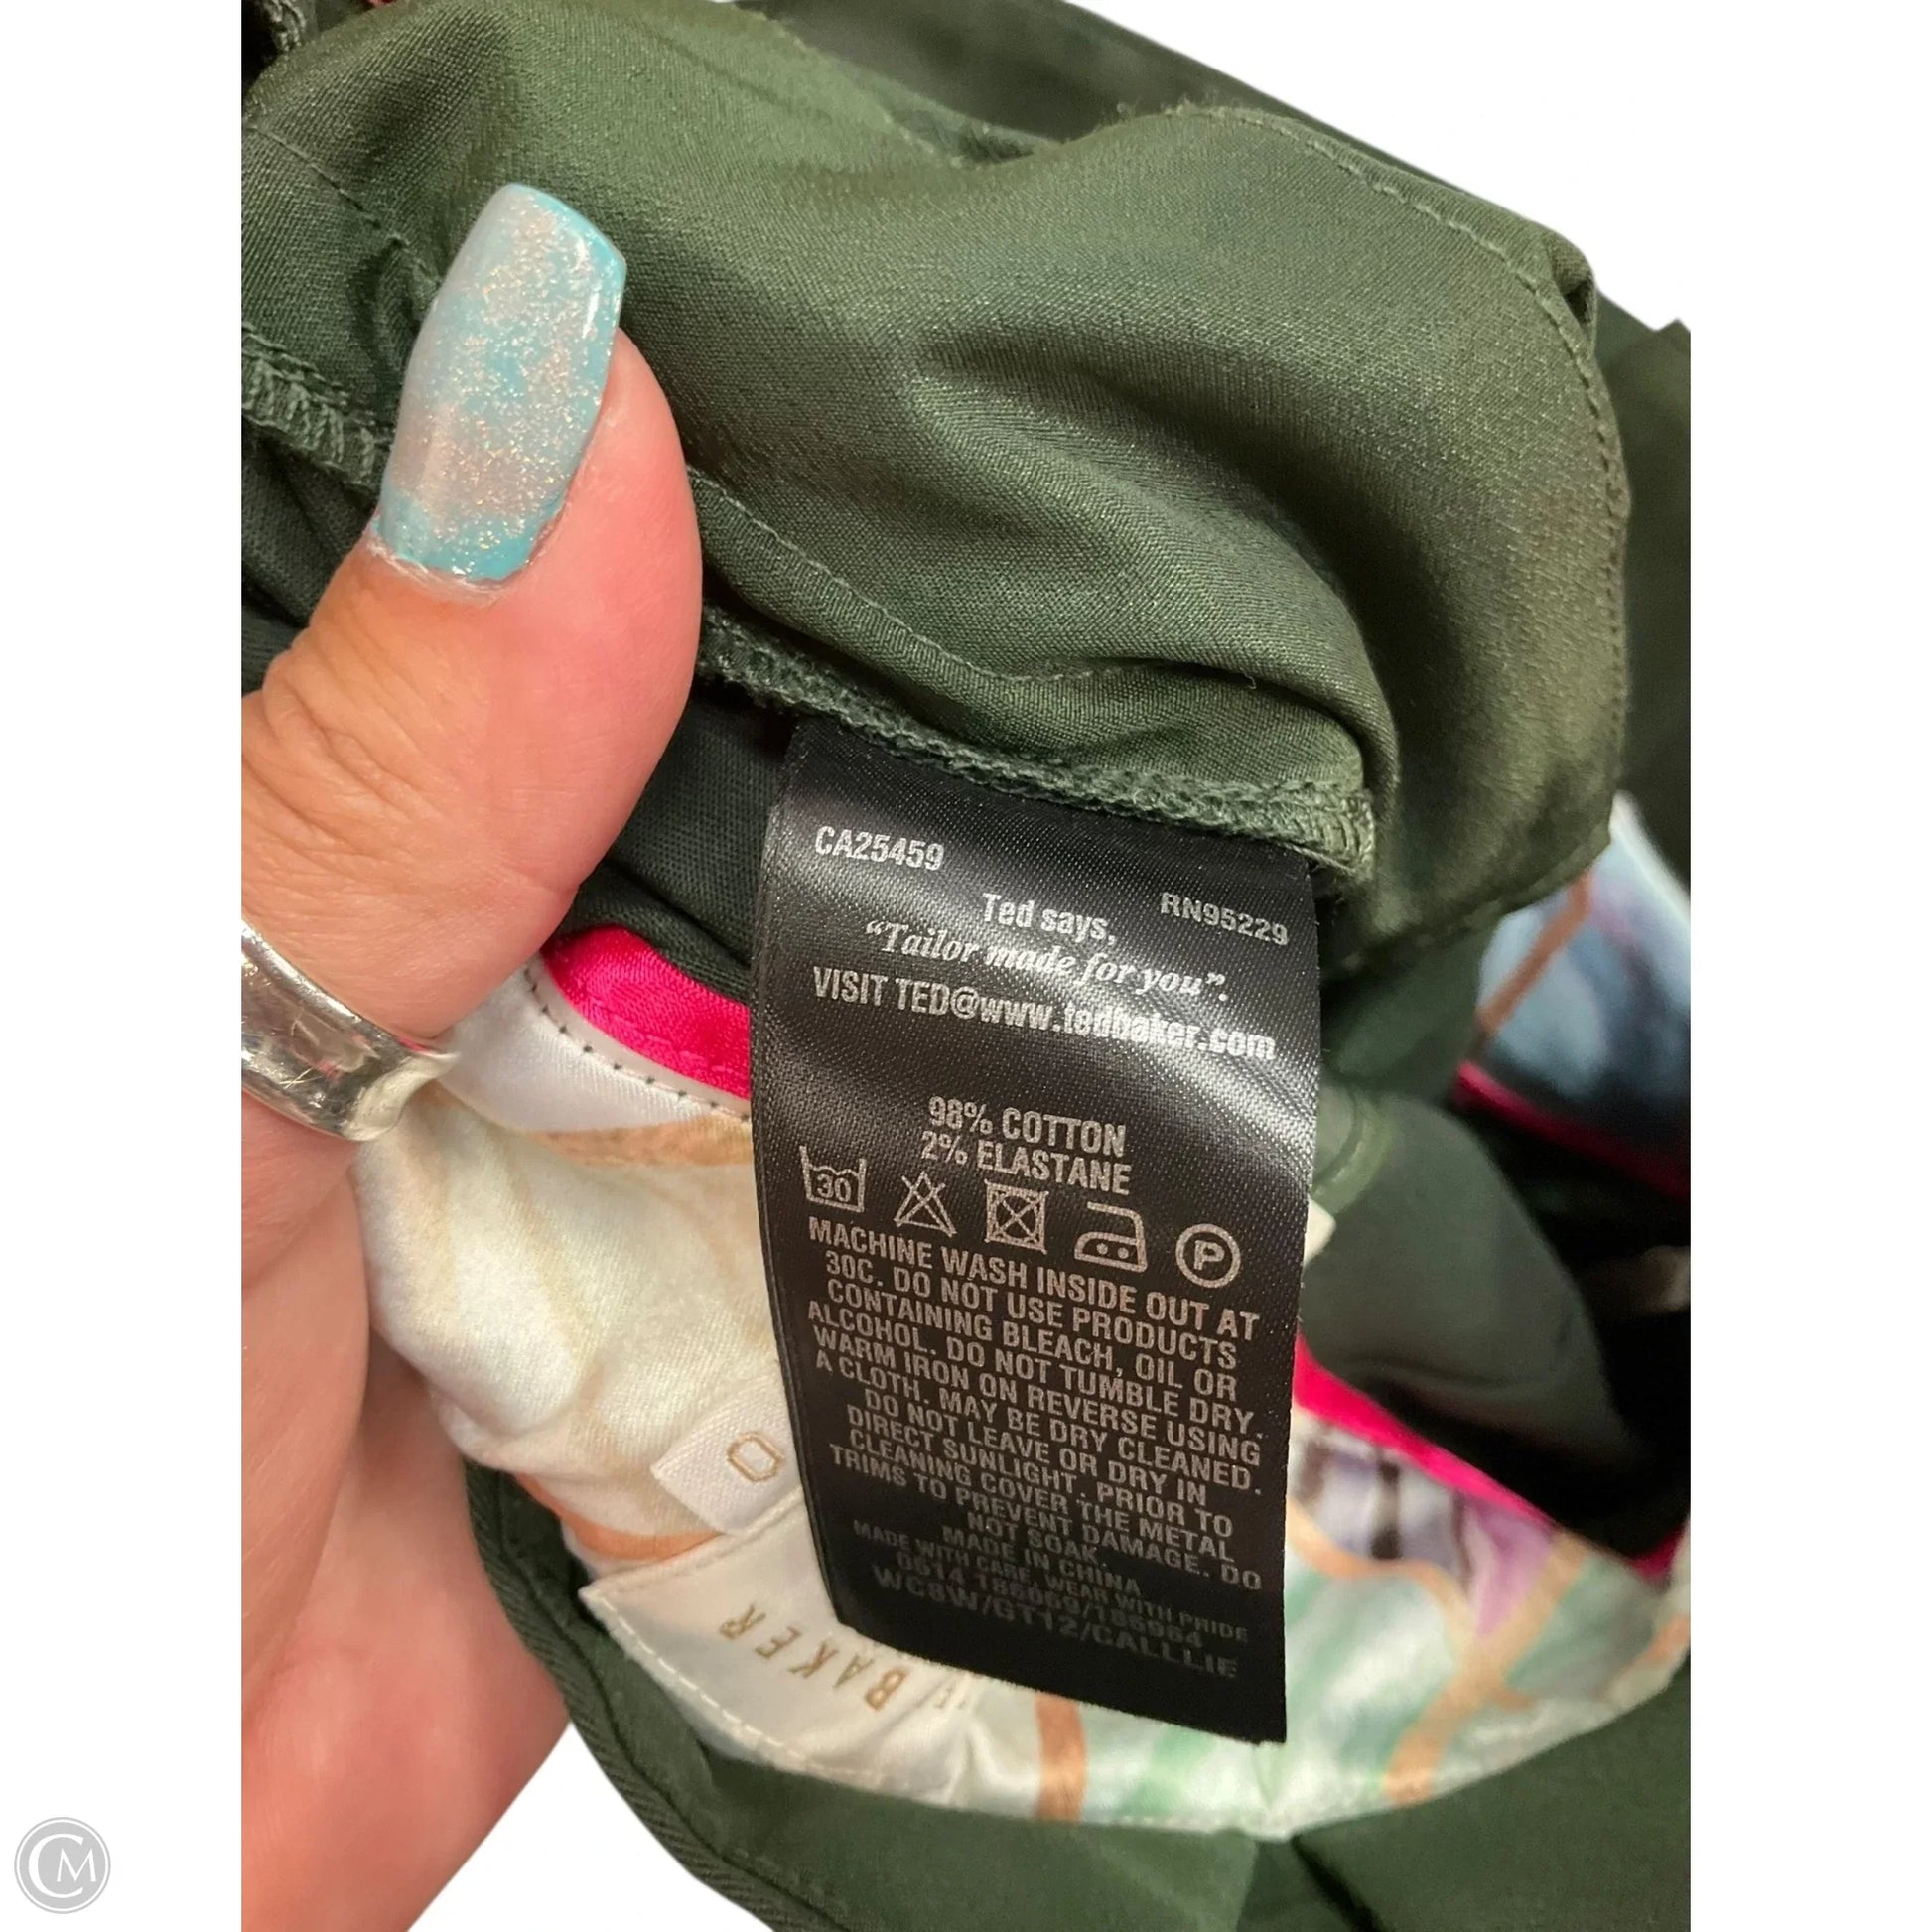 CA25459
RN95229
Ted says,
“Tailor made for you”.
VISIT TED@www.tedbaker.com
98% COTTON
2% ELASTANE
30
P
MACHINE WASH INSIDE OUT AT
30C. DO NOT USE PRODUCTS
CONTAINING BLEACH, OIL OR
ALCOHOL. DO NOT TUMBLE DRY.
WARM IRON ON REVERSE USING
A CLOTH. MAY BE DRY CLEANED.
DO NOT LEAVE OR DRY IN
DIRECT SUNLIGHT. PRIOR TO
CLEANING COVER THE METAL
TRIMS TO PREVENT DAMAGE. DO
NOT SOAK.
MADE IN CHINA
MADE WITH CARE, WEAR WITH PRIDE
WC8W/GT12/CALLLIE
0
BAKER
CM